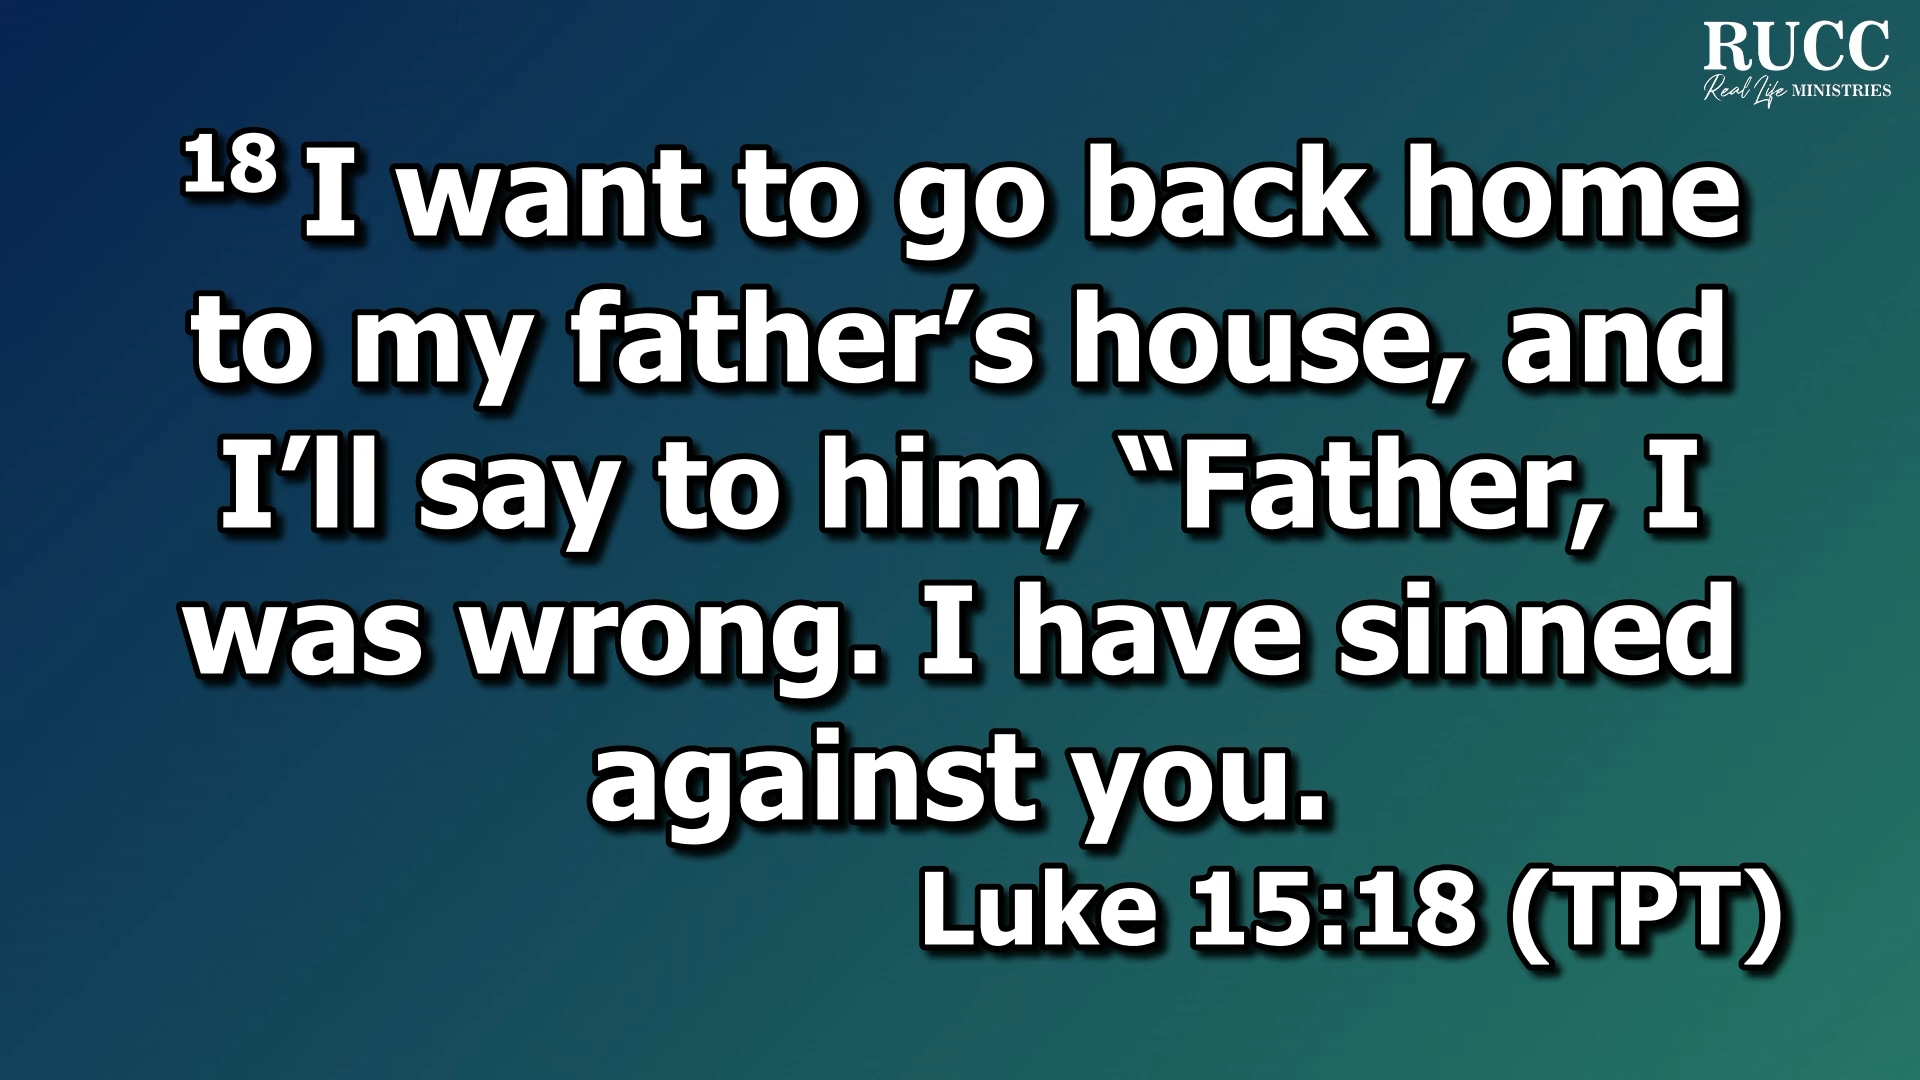 RUCC
Real Life MINISTRIES
18 I want to go back home
to my father’s house, and
I’ll say to him, “Father, I
was wrong. I have sinned
against you.
Luke 15:18 (TPT)